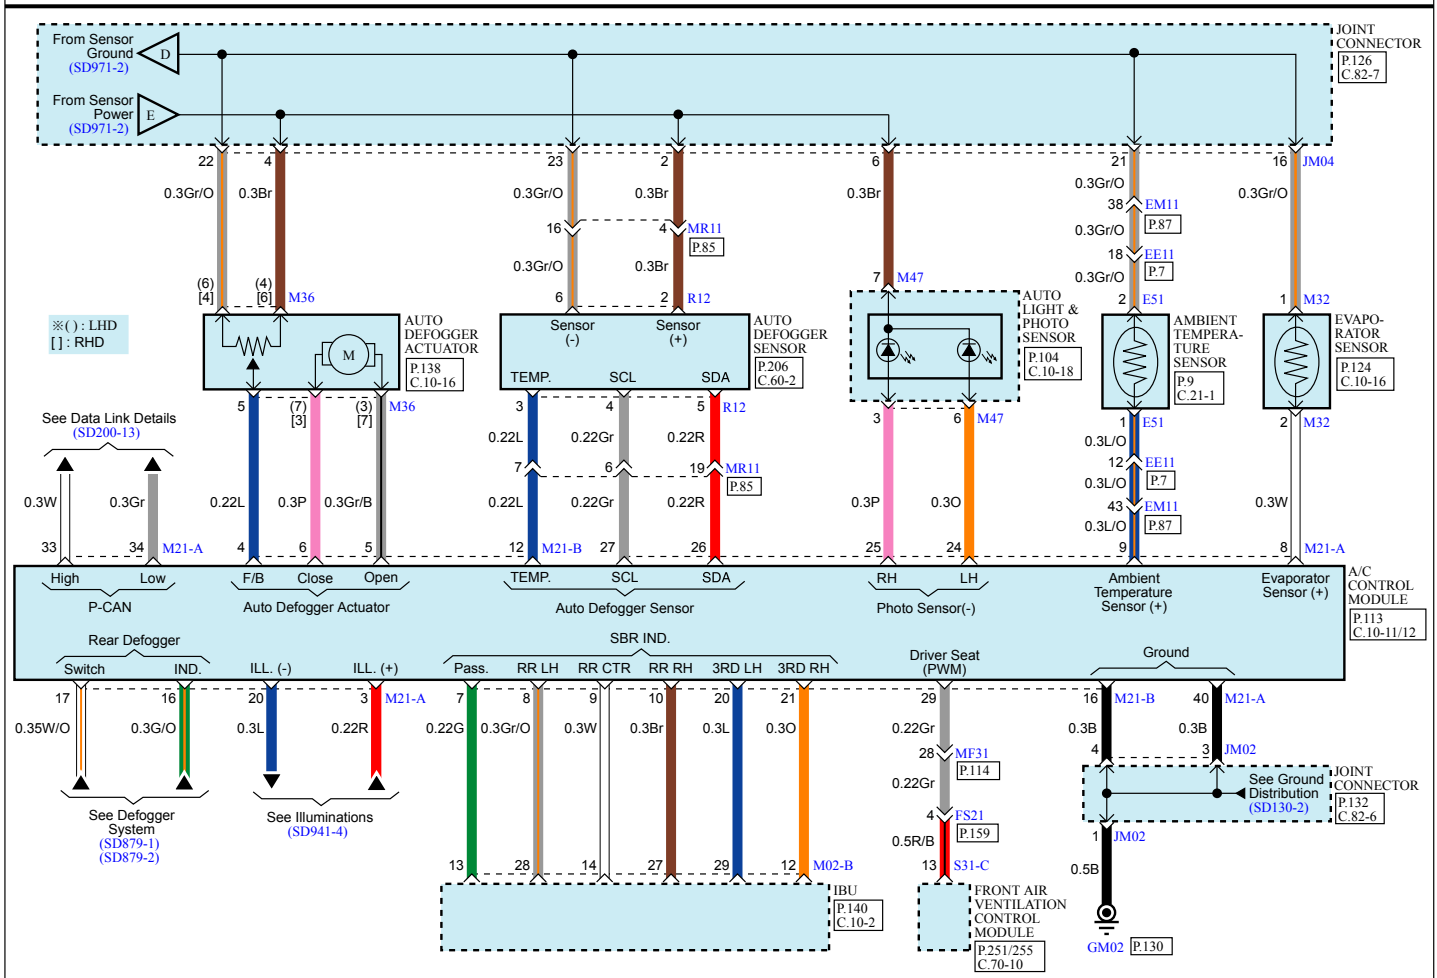 From Sensor
Ground
(SD971-2)
D
From Sensor
Power
(SD971-2)
E
JOINT
CONNECTOR
P.126
C.82-7
22
4
23
2
6
21
16
JM04
0.3Gr/O
0.3Br
0.3Gr/O
0.3Br
0.3Br
0.3Gr/O
0.3Gr/O
38
EM11
P.87
16
4
MR11
P.85
0.3Gr/O
18
EE11
P.7
0.3Gr/O
0.3Br
0.3Gr/O
(6)
[4]
(4)
[6]
M36
6
2
R12
7
M47
2
E51
1
M32
※( ) : LHD
[ ] : RHD
M
AUTO
DEFOGGER
ACTUATOR
P.138
C.10-16
Sensor
(-)
Sensor
(+)
TEMP.
SCL
SDA
AUTO
DEFOGGER
SENSOR
P.206
C.60-2
AUTO
LIGHT &
PHOTO
SENSOR
P.104
C.10-18
AMBIENT
TEMPERA-
TURE
SENSOR
P.9
C.21-1
EVAPO-
RATOR
SENSOR
P.124
C.10-16
5
(7)
[3]
(3)
[7]
M36
3
4
5
R12
3
6
M47
1
E51
2
M32
See Data Link Details
(SD200-13)
0.22L
0.22Gr
0.22R
0.3L/O
7
6
19
MR11
P.85
12
EE11
P.7
0.3L/O
0.3W
0.3Gr
0.22L
0.3P
0.3Gr/B
0.22L
0.22Gr
0.22R
0.3P
0.3O
43
EM11
P.87
0.3L/O
0.3W
33
34
M21-A
4
6
5
12
M21-B
27
26
25
24
9
8
M21-A
High
Low
P-CAN
F/B
Close
Open
Auto Defogger Actuator
TEMP.
SCL
SDA
Auto Defogger Sensor
RH
LH
Photo Sensor(-)
Ambient
Temperature
Sensor (+)
Evaporator
Sensor (+)
A/C
CONTROL
MODULE
P.113
C.10-11/12
Rear Defogger
Switch
IND.
ILL. (-)
ILL. (+)
SBR IND.
Pass.
RR LH
RR CTR
RR RH
3RD LH
3RD RH
Driver Seat
(PWM)
Ground
17
16
20
3
M21-A
7
8
9
10
20
21
29
16
M21-B
40
M21-A
0.35W/O
0.3G/O
0.3L
0.22R
0.22G
0.3Gr/O
0.3W
0.3Br
0.3L
0.3O
0.22Gr
0.3B
0.3B
28
MF31
P.114
4
3
JM02
See Defogger
System
(SD879-1)
(SD879-2)
See Illuminations
(SD941-4)
0.22Gr
4
FS21
P.159
0.5R/B
See Ground
Distribution
(SD130-2)
JOINT
CONNECTOR
P.132
C.82-6
1
JM02
13
28
14
27
29
12
M02-B
13
S31-C
0.5B
IBU
P.140
C.10-2
FRONT AIR
VENTILATION
CONTROL
MODULE
P.251/255
C.70-10
GM02
P.130